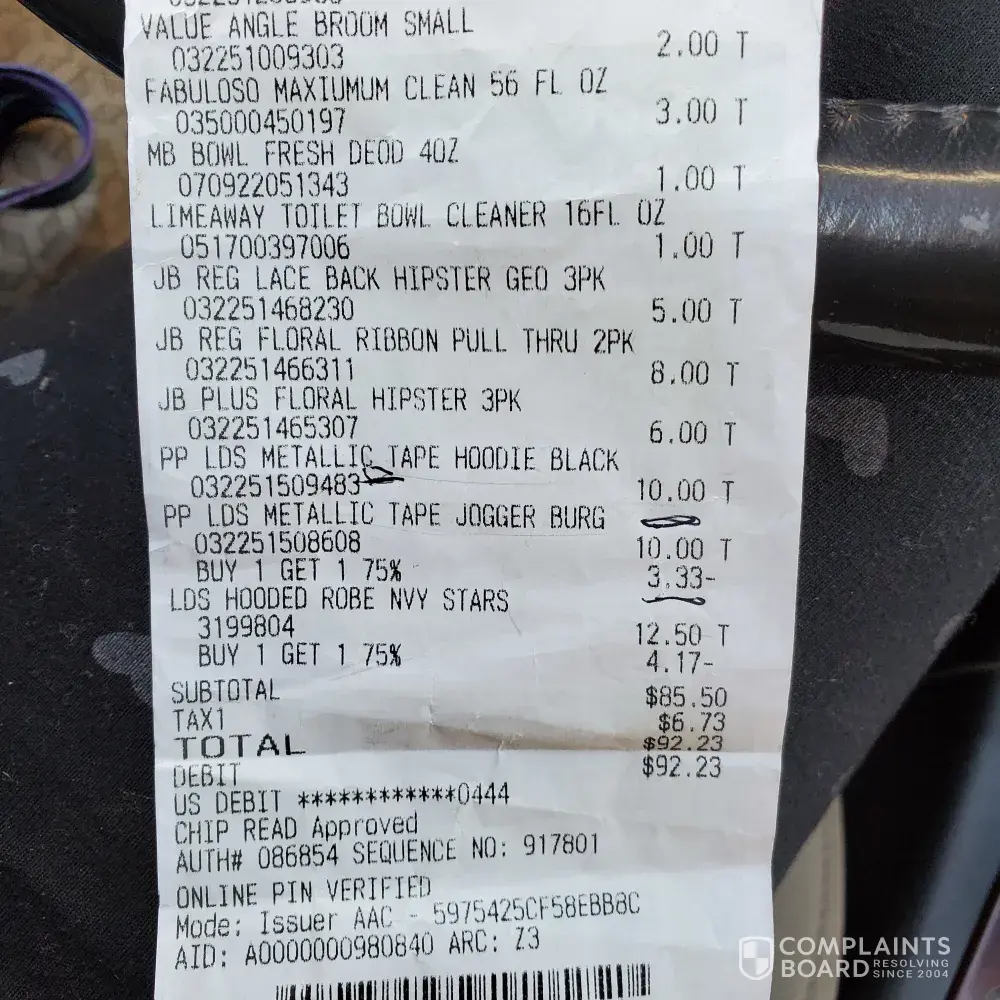 VALUE ANGLE BROOM SMALL
032251009303 2.00 T
FABULOSO MAXIUMUM CLEAN 56 FL OZ
035000450197 3.00 T
MB BOWL FRESH DEOD 4OZ
070922051343 1.00 T
LIMEAWAY TOILET BOWL CLEANER 16FL OZ
051700397006 1.00 T
JB REG LACE BACK HIPSTER GEO 3PK
032251468230 5.00 T
JB REG FLORAL RIBBON PULL THRU 2PK
032251466311 8.00 T
JB PLUS FLORAL HIPSTER 3PK
032251465307 6.00 T
PP LDS METALLIC TAPE HOODIE BLACK
032251509483 10.00 T
PP LDS METALLIC TAPE JOGGER BURG
032251508608 10.00 T
BUY 1 GET 1 75% 3.33-
LDS HOODED ROBE NVY STARS
3199804 12.50 T
BUY 1 GET 1 75% 4.17-
SUBTOTAL $85.50
TAX1 $6.73
TOTAL $92.23
DEBIT $92.23
US DEBIT ************0444
CHIP READ Approved
AUTH# 086854 SEQUENCE NO: 917801
ONLINE PIN VERIFIED
Mode: Issuer AAC - 5975425CF58EBB8C
AID: A0000000980840 ARC: Z3
COMPLAINTS
BOARD RESOLVING SINCE 2004